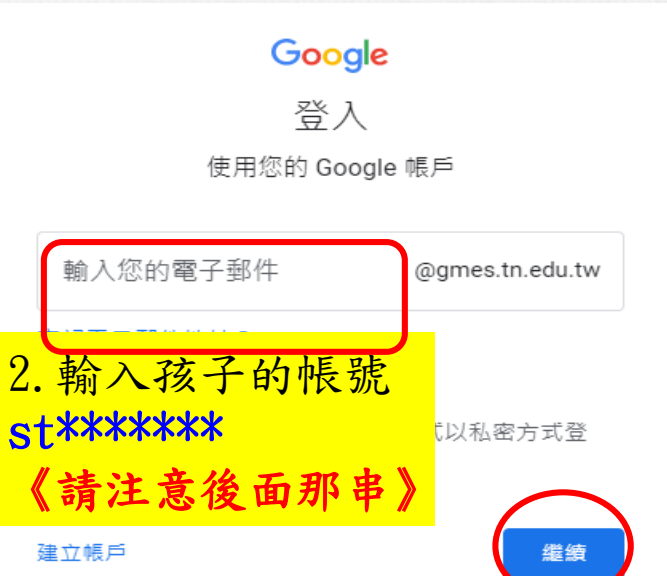 Google
登入
使用您的 Google 帳戶
輸入您的電子郵件 @gmes.tn.edu.tw
2.輸入孩子的帳號
st*******
以私密方式登
《請注意後面那串》
建立帳戶 繼續